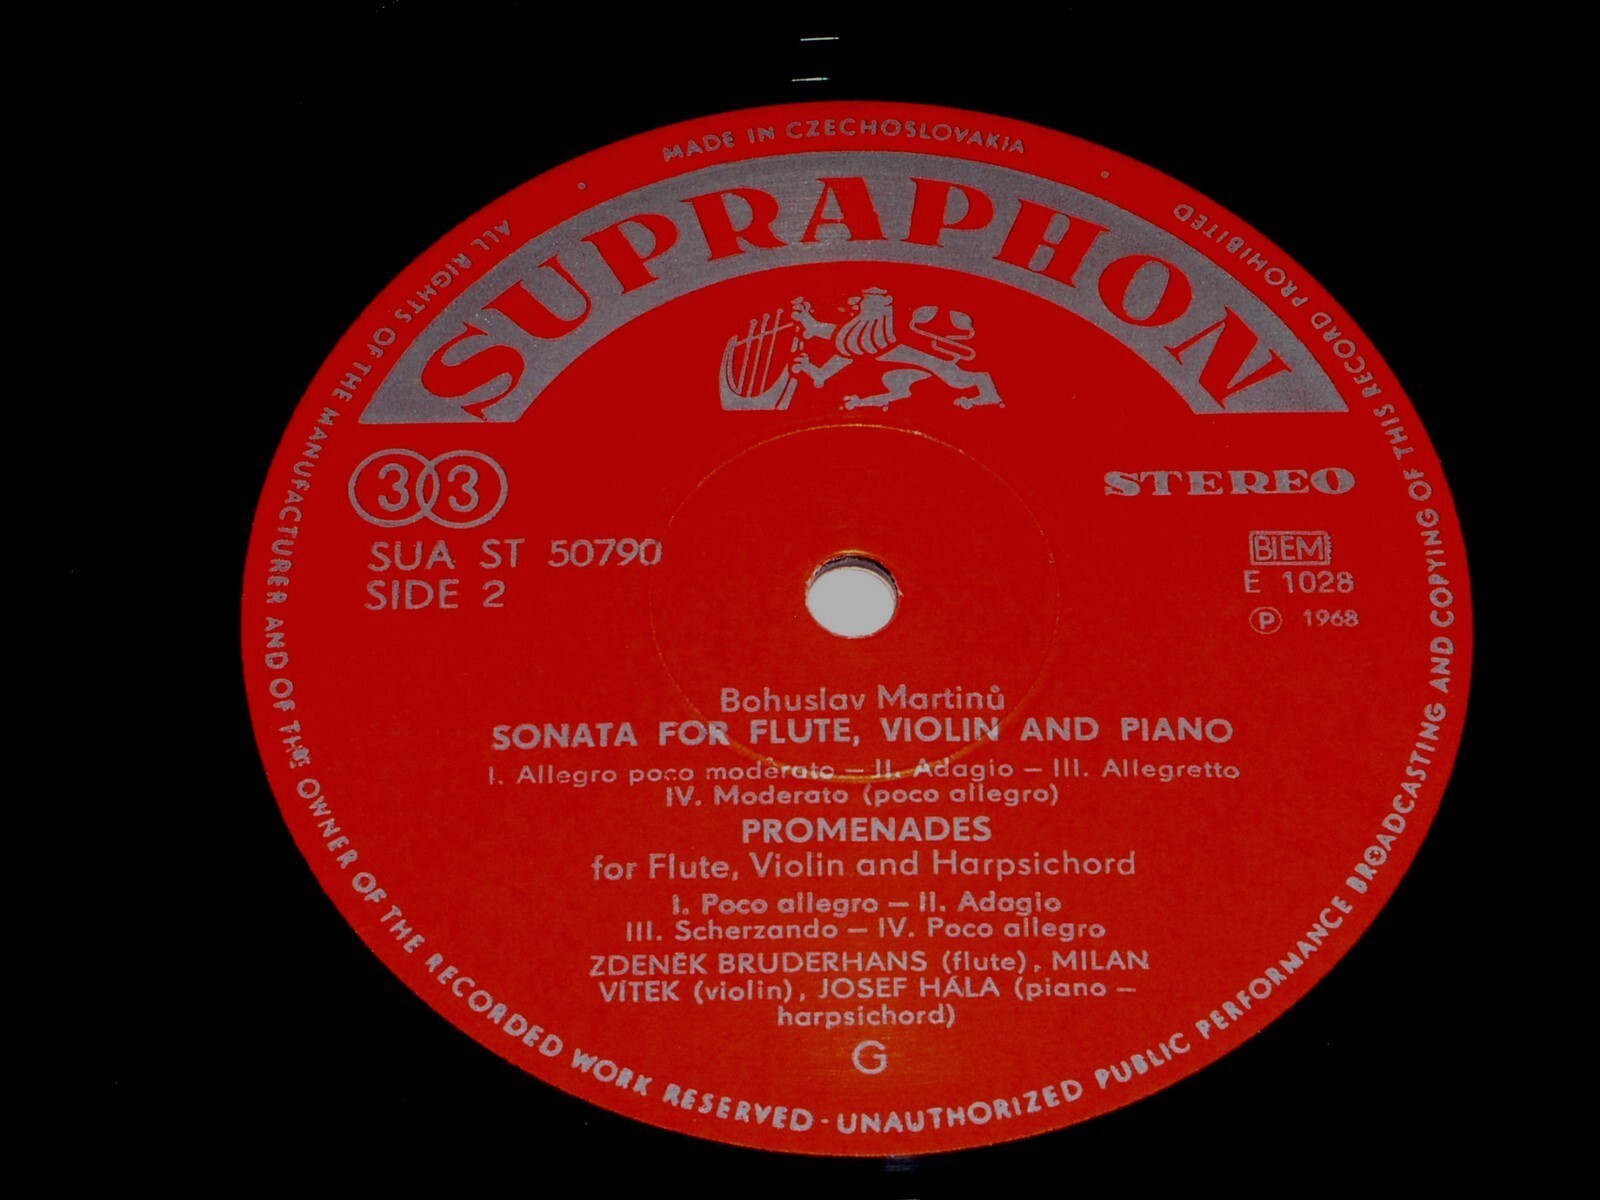 MADE IN CZECHOSLOVAKIA
ALL RIGHTS OF THE MANUFACTURER AND OF THE OWNER OF THE RECORDED WORK RESERVED · UNAUTHORIZED PUBLIC PERFORMANCE BROADCASTING AND COPYING OF THIS RECORD PROHIBITED
SUPRAPHON
33
STEREO
SUA ST 50790
SIDE 2
BIEM
E 1028
Ⓟ 1968
Bohuslav Martinů
SONATA FOR FLUTE, VIOLIN AND PIANO
I. Allegro poco moderato – II. Adagio – III. Allegretto
IV. Moderato (poco allegro)
PROMENADES
for Flute, Violin and Harpsichord
I. Poco allegro – II. Adagio
III. Scherzando – IV. Poco allegro
ZDENĚK BRUDERHANS (flute), MILAN
VÍTEK (violin), JOSEF HÁLA (piano –
harpsichord)
G